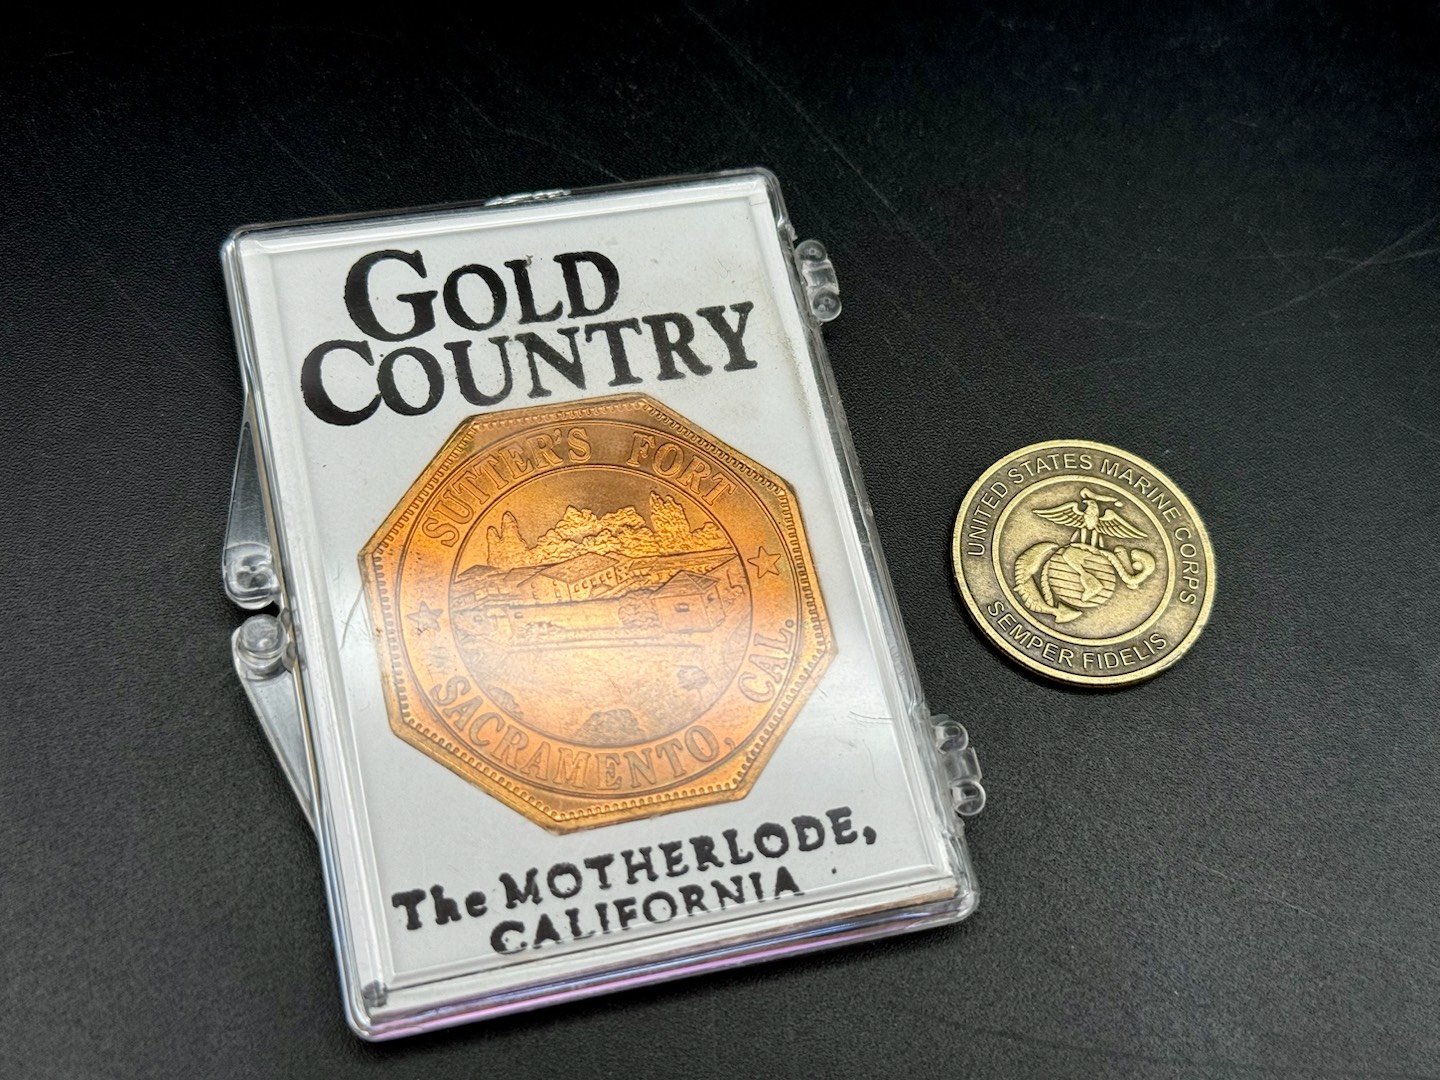 GOLD
COUNTRY
SUTTER'S FORT
SACRAMENTO, CAL.
The MOTHERLODE,
CALIFORNIA
UNITED STATES MARINE CORPS
SEMPER FIDELIS